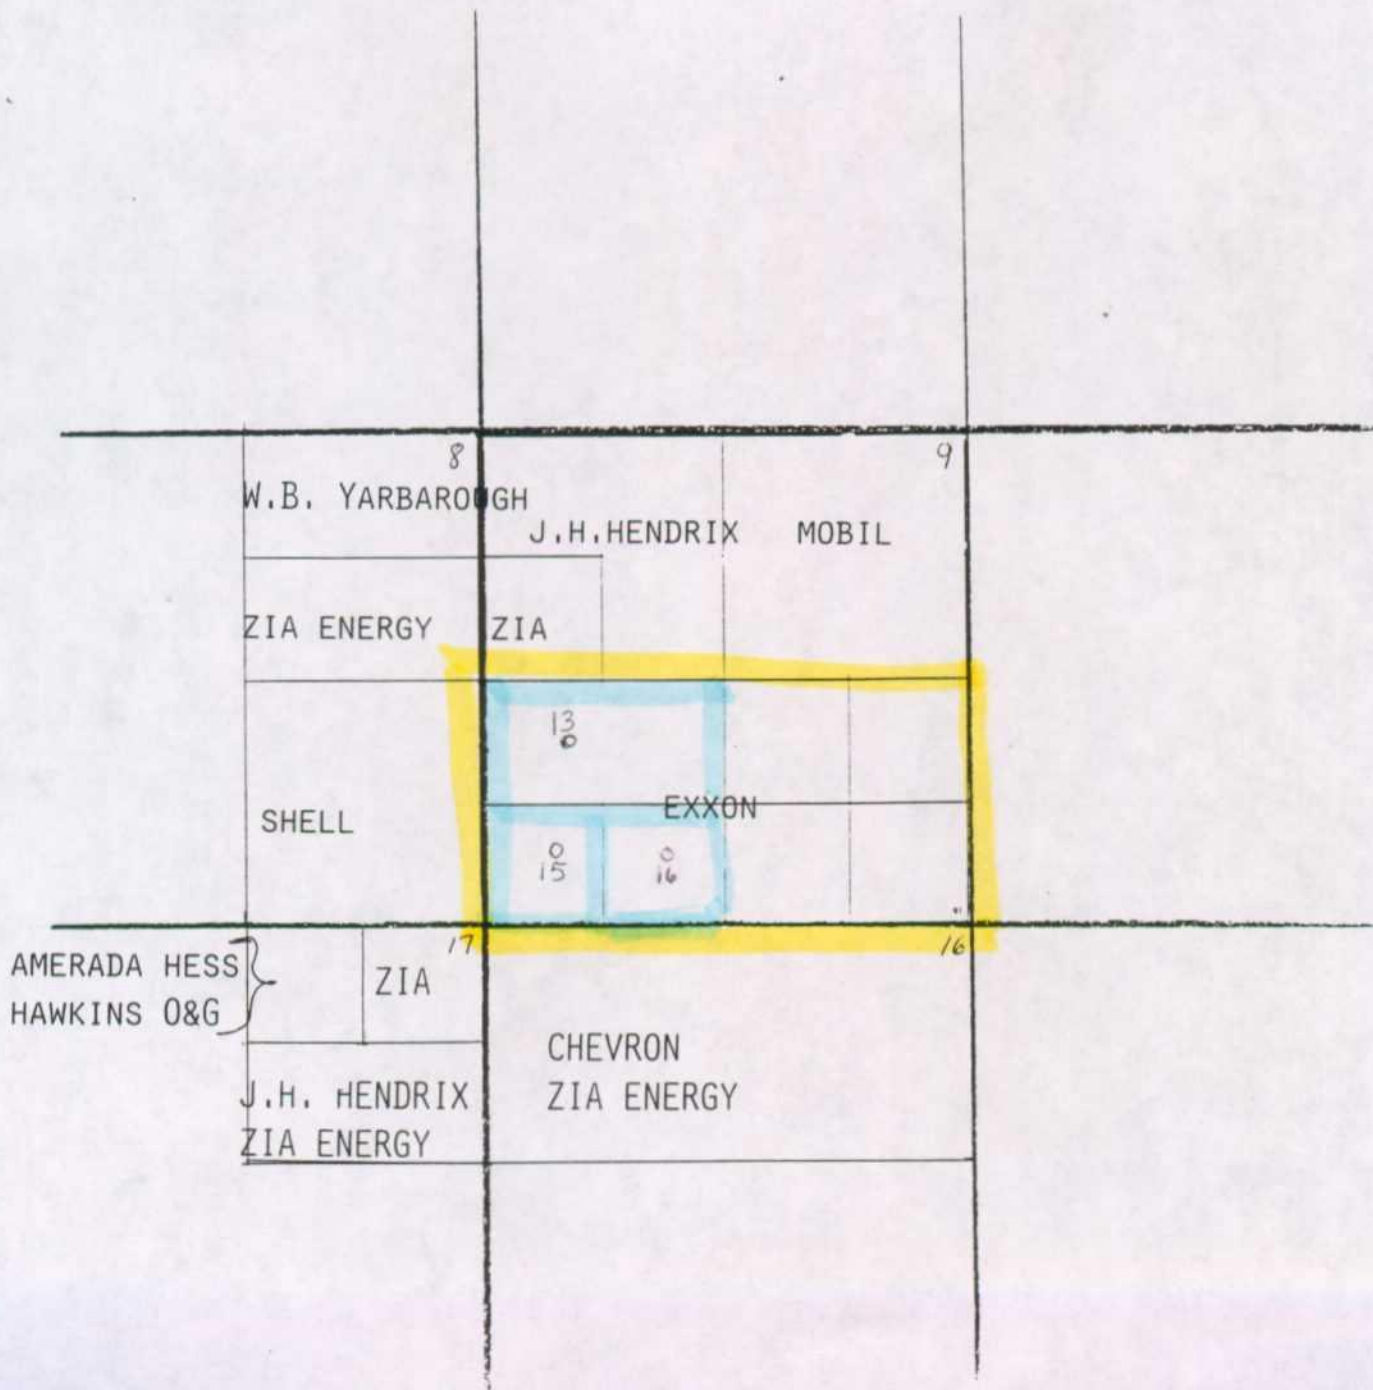 8
9
W.B. YARBAROUGH
J.H.HENDRIX MOBIL
ZIA ENERGY ZIA
13
EXXON
SHELL
15 16
17
16
AMERADA HESS
HAWKINS O&G
ZIA
CHEVRON
ZIA ENERGY
J.H. HENDRIX
ZIA ENERGY